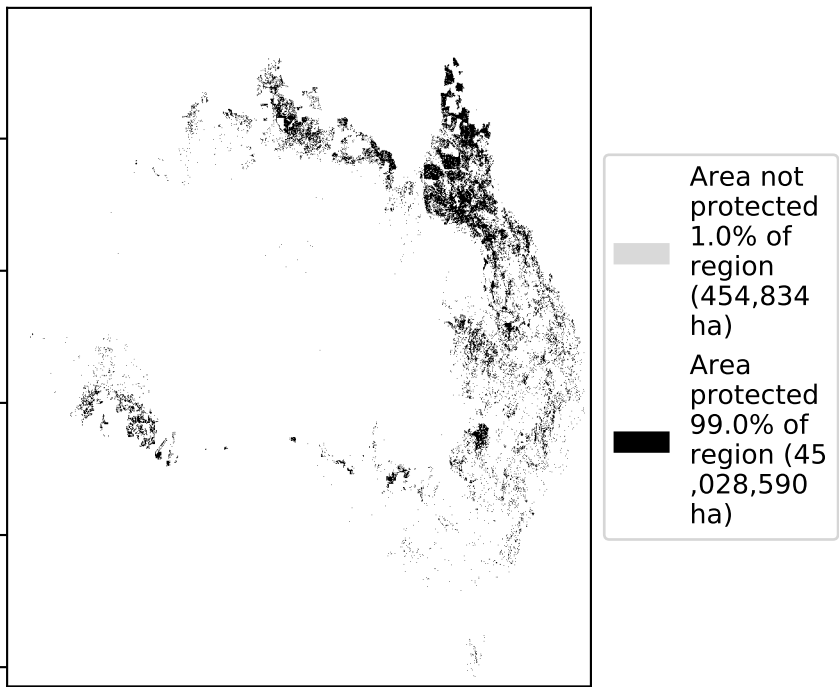 Area not
protected
1.0% of
region
(454,834
ha)
Area
protected
99.0% of
region (45
,028,590
ha)